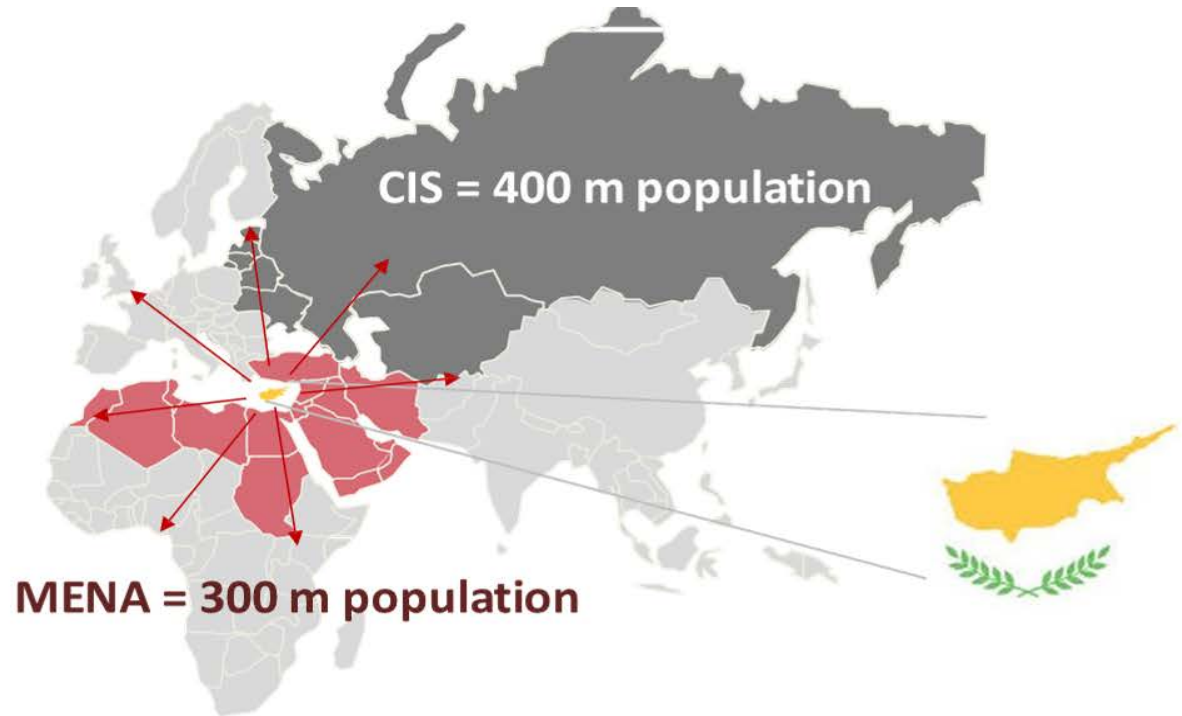 CIS = 400 m population
MENA = 300 m population